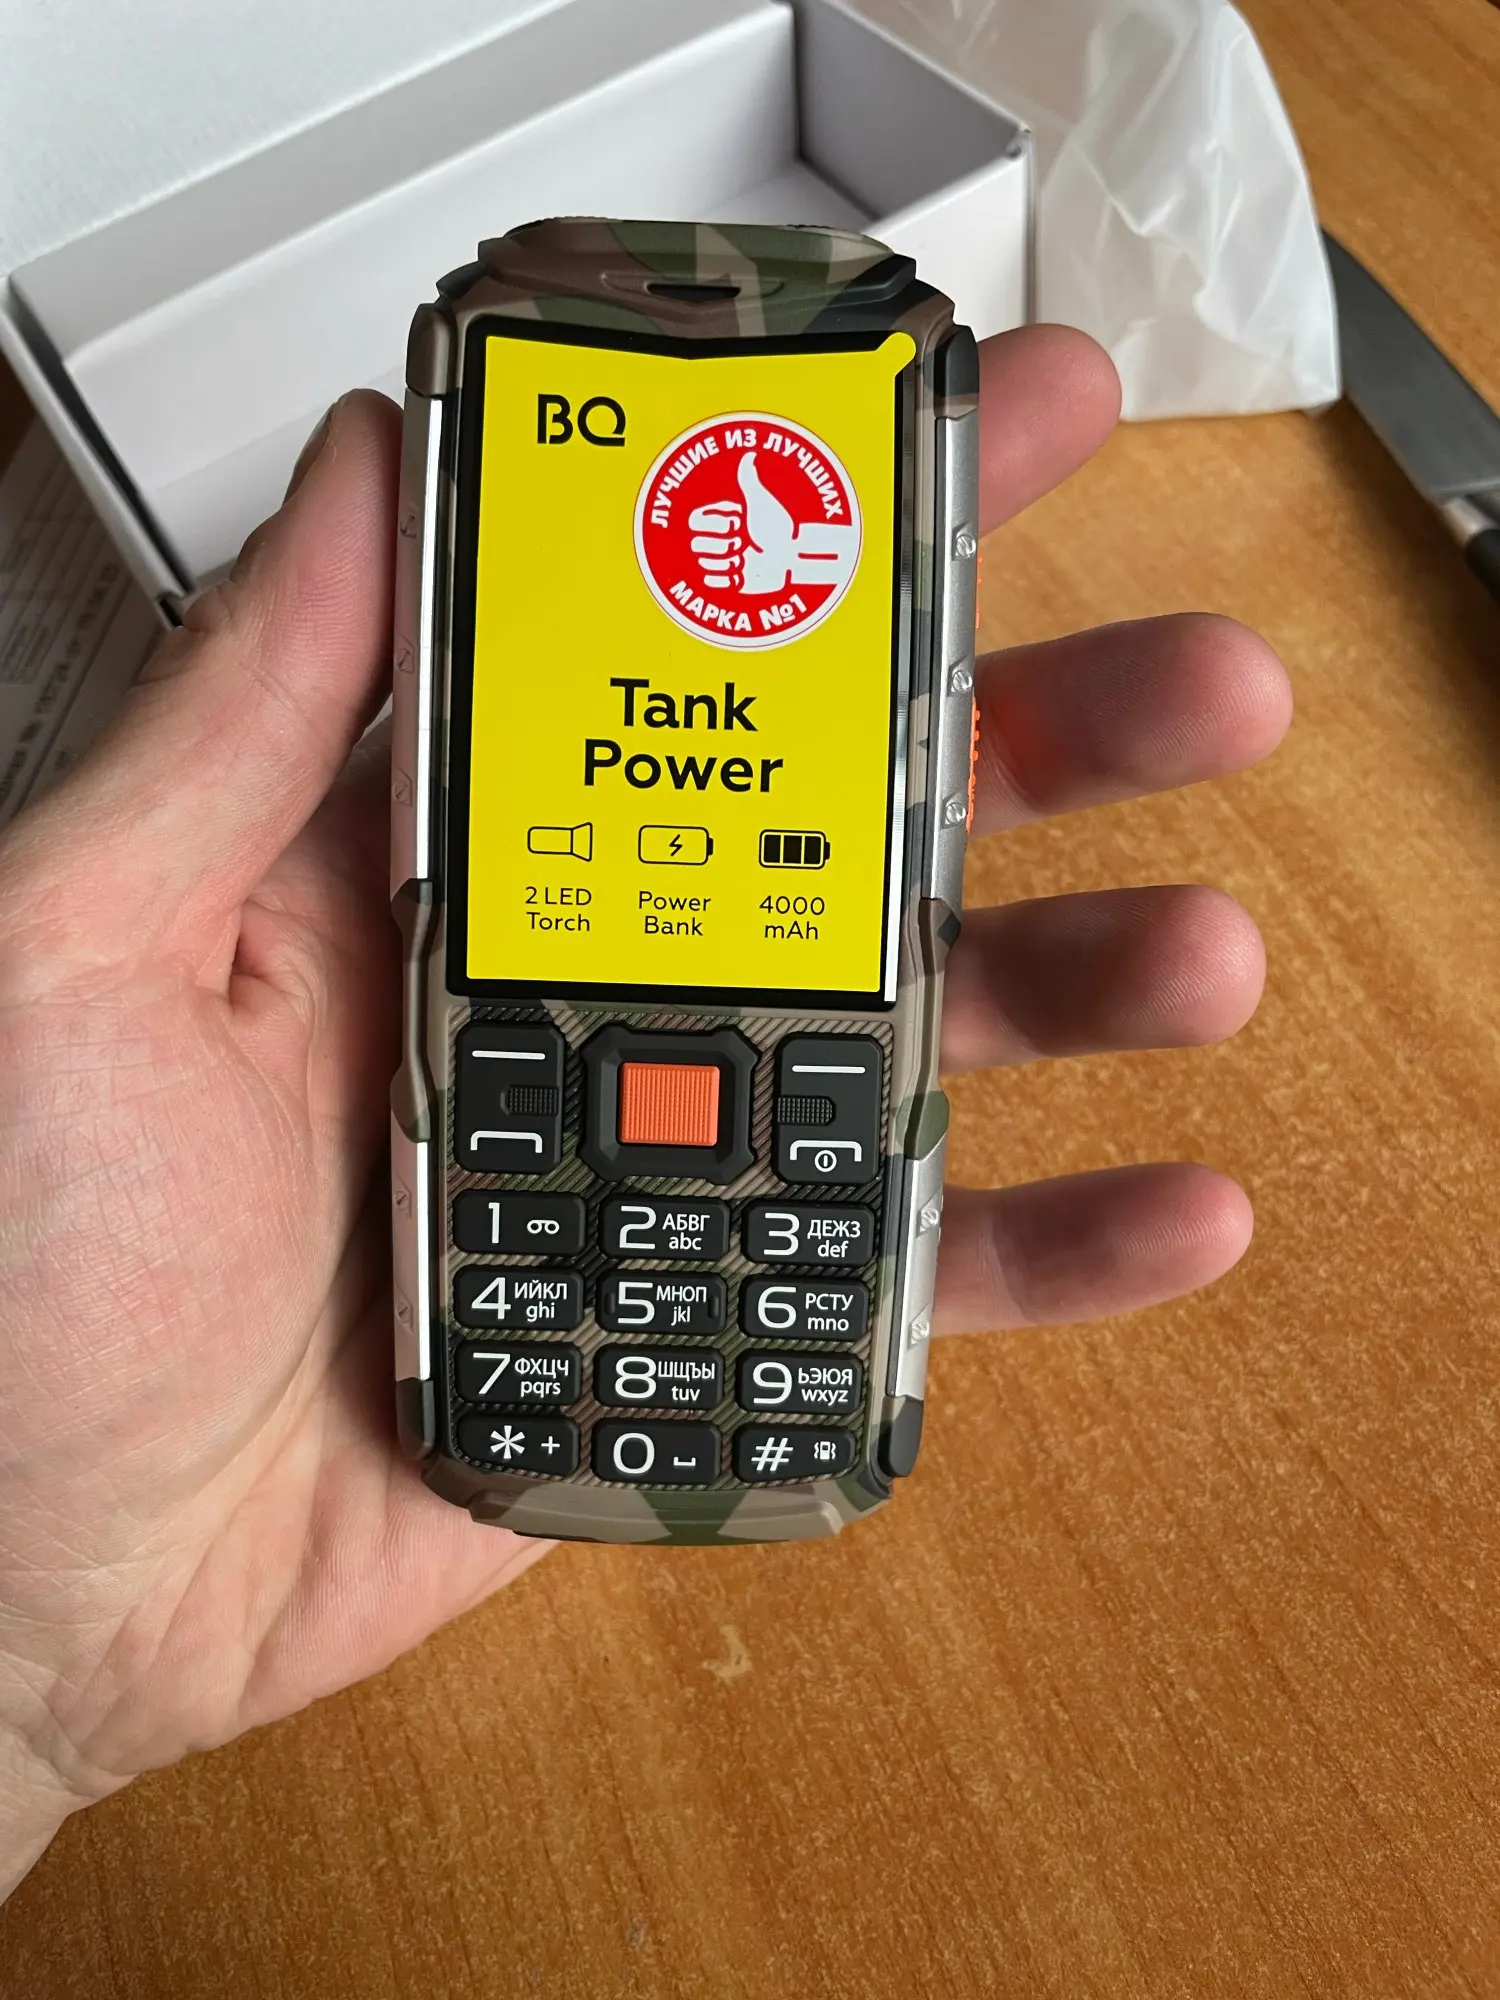 BQ
ЛУЧШИЕ ИЗ ЛУЧШИХ
МАРКА №1
Tank
Power
2 LED
Torch
Power
Bank
4000
mAh
1
2 АБВГ
abc
3 ДЕЖЗ
def
4 ИЙКЛ
ghi
5 МНОП
jkl
6 РСТУ
mno
7 ФХЦЧ
pqrs
8 ШЩЪЫ
tuv
9 ЬЭЮЯ
wxyz
* +
0
#